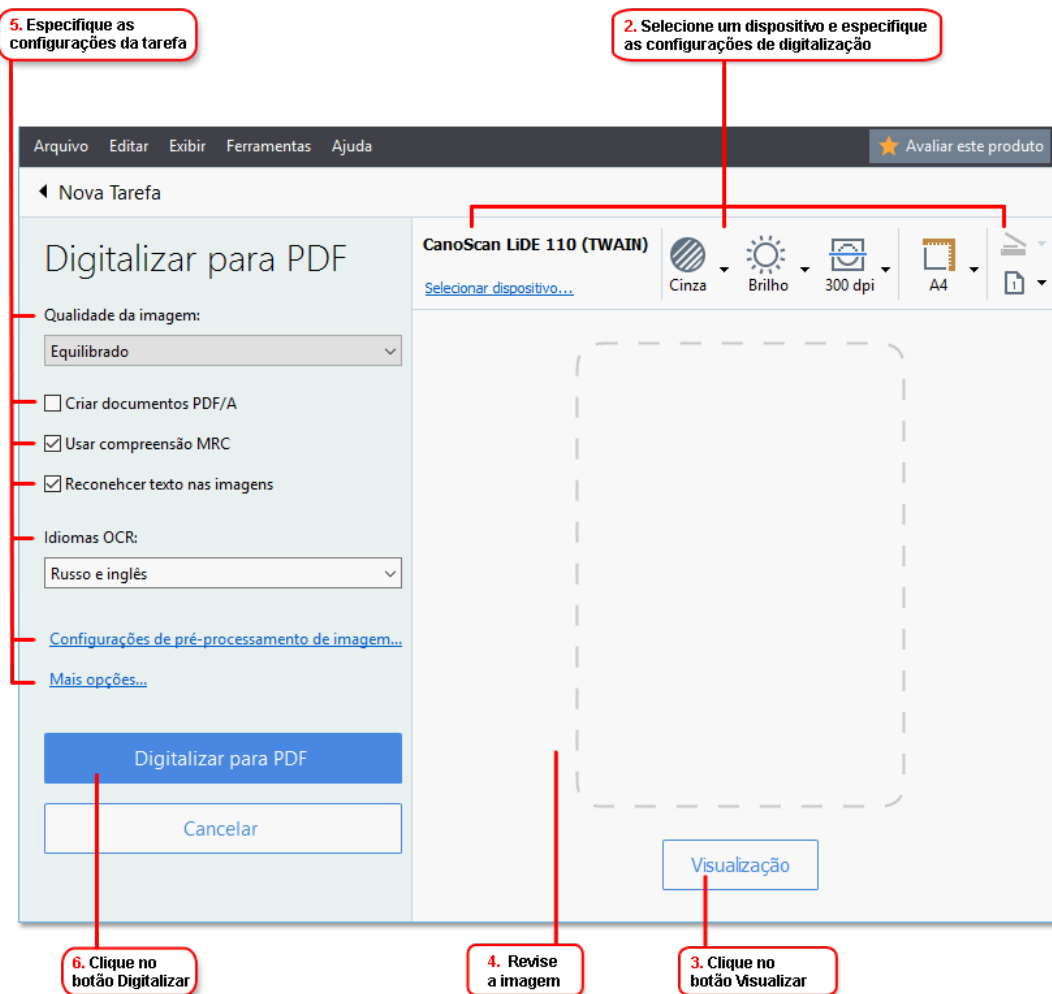 5. Especifique as
configurações da tarefa
2. Selecione um dispositivo e especifique
as configurações de digitalização
Arquivo Editar Exibir Ferramentas Ajuda
Avaliar este produto
Nova Tarefa
Digitalizar para PDF
CanoScan LiDE 110 (TWAIN)
Selecionar dispositivo...
Cinza
Brilho
300 dpi
A4
1
Qualidade da imagem:
Equilibrado
Criar documentos PDF/A
Usar compreensão MRC
Reconehcer texto nas imagens
Idiomas OCR:
Russo e inglês
Configurações de pré-processamento de imagem...
Mais opções...
Digitalizar para PDF
Cancelar
Visualização
6. Clique no
botão Digitalizar
4. Revise
a imagem
3. Clique no
botão Visualizar